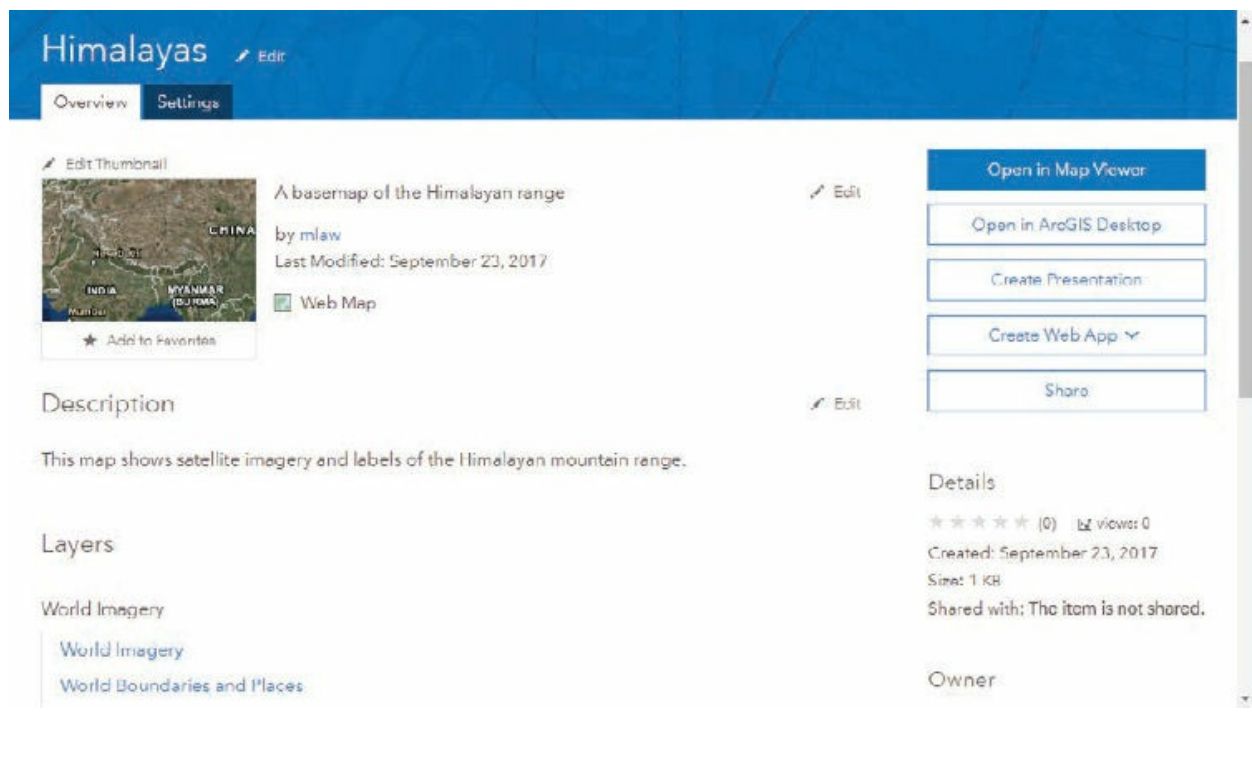 Himalayas Edit
Overview Settings
Edit Thumbnail
CHINA
INDIA
MYANMAR
(BURMA)
Mumbai
Add to Favorites
A basemap of the Himalayan range Edit
by mlaw
Last Modified: September 23, 2017
Web Map
Description Edit
This map shows satellite imagery and labels of the Himalayan mountain range.
Layers
World Imagery
World Imagery
World Boundaries and Places
Open in Map Viewer
Open in ArcGIS Desktop
Create Presentation
Create Web App
Share
Details
(0) views: 0
Created: September 23, 2017
Size: 1 KB
Shared with: The item is not shared.
Owner